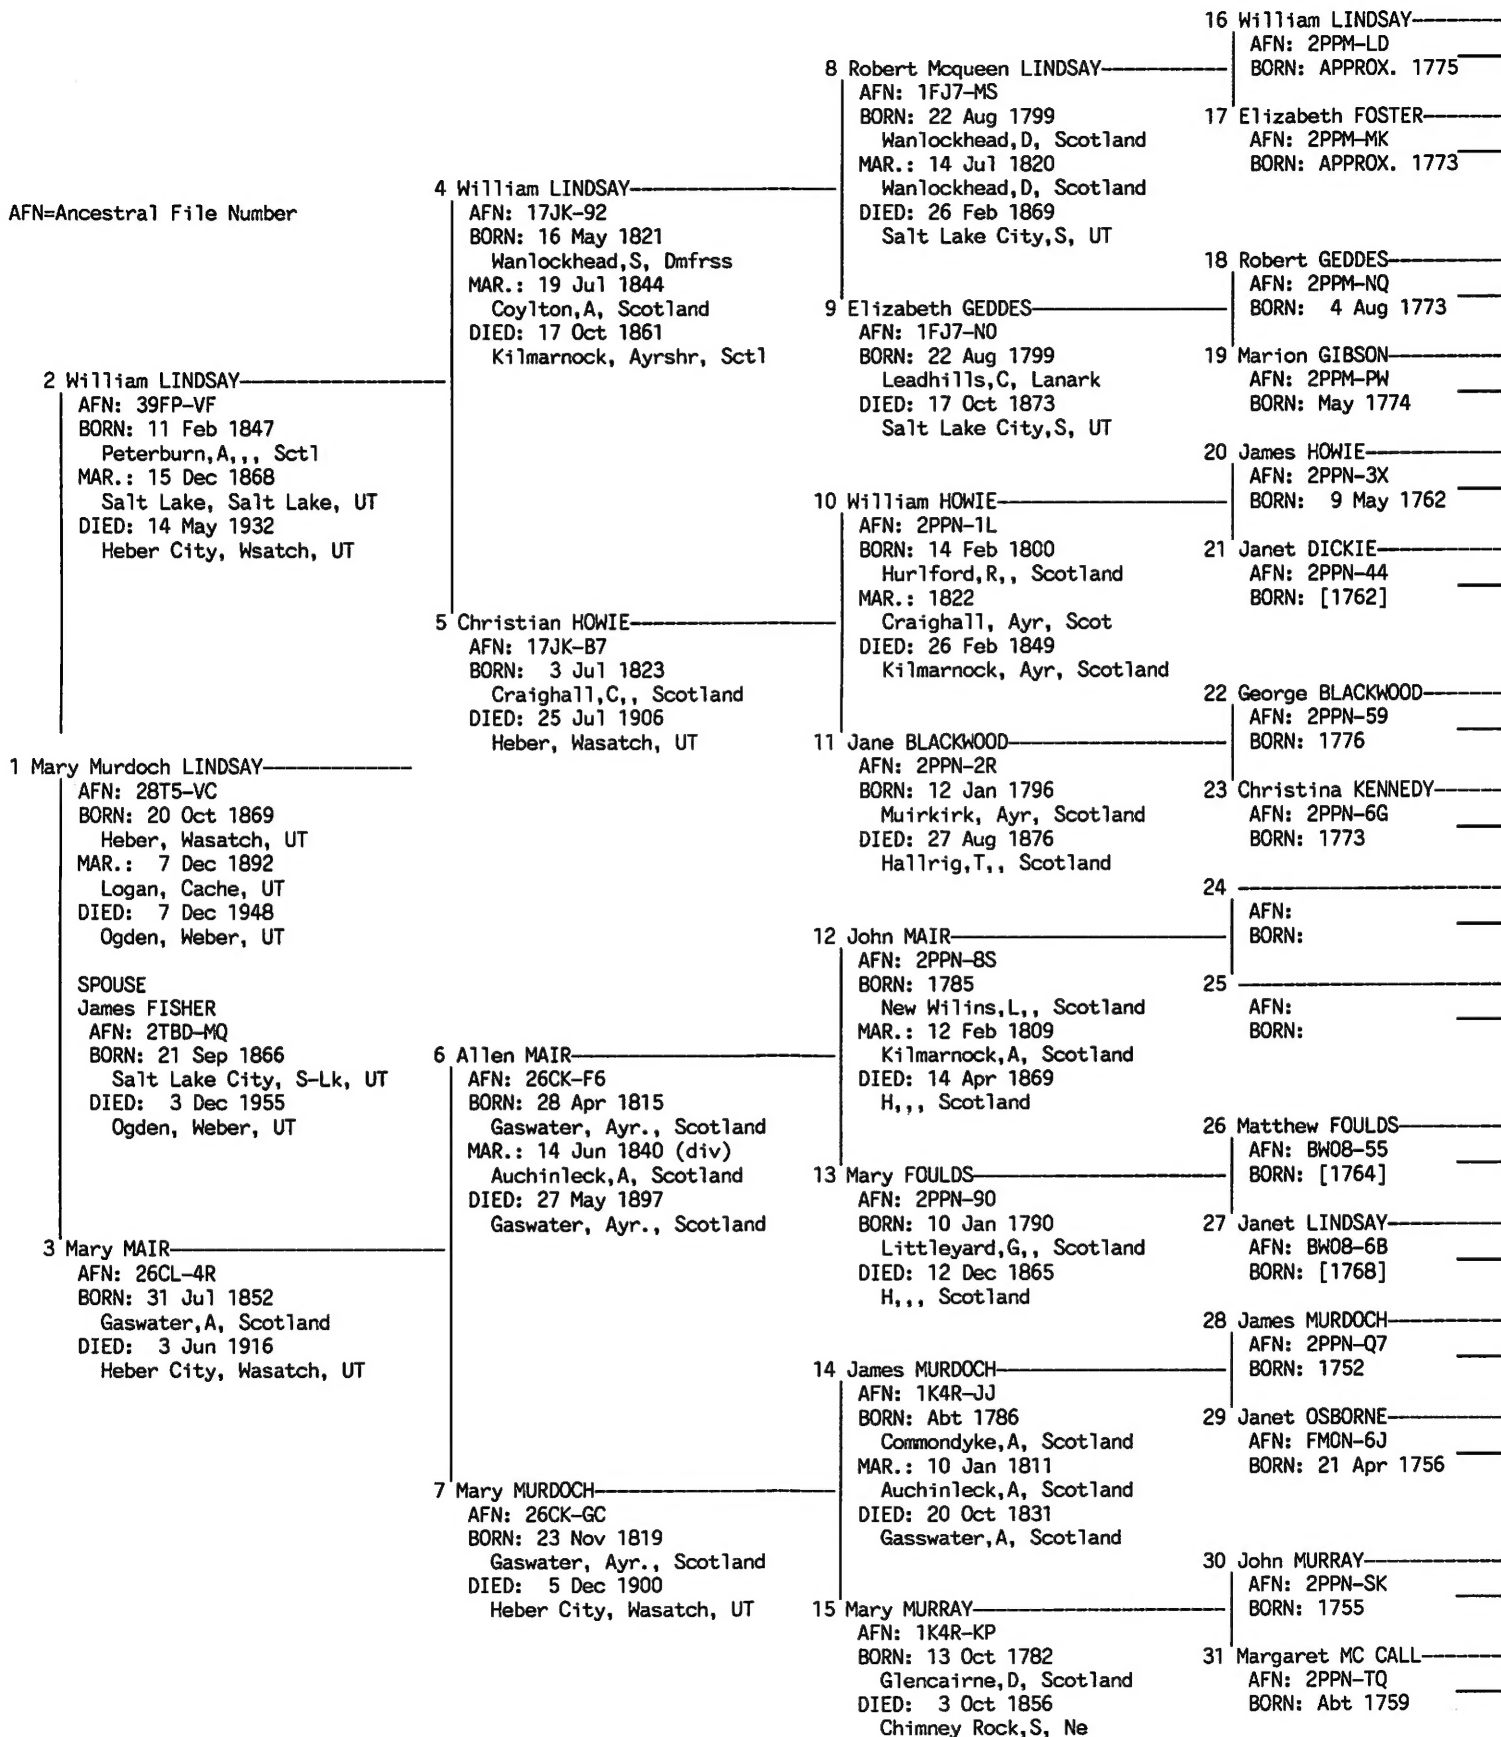 AFN=Ancestral File Number
1 Mary Murdoch LINDSAY
AFN: 28T5-VC
BORN: 20 Oct 1869
Heber, Wasatch, UT
MAR.: 7 Dec 1892
Logan, Cache, UT
DIED: 7 Dec 1948
Ogden, Weber, UT
SPOUSE
James FISHER
AFN: 2TBD-MQ
BORN: 21 Sep 1866
Salt Lake City, S-Lk, UT
DIED: 3 Dec 1955
Ogden, Weber, UT
2 William LINDSAY
AFN: 39FP-VF
BORN: 11 Feb 1847
Peterburn,A,,, Sctl
MAR.: 15 Dec 1868
Salt Lake, Salt Lake, UT
DIED: 14 May 1932
Heber City, Wsatch, UT
3 Mary MAIR
AFN: 26CL-4R
BORN: 31 Jul 1852
Gaswater,A, Scotland
DIED: 3 Jun 1916
Heber City, Wasatch, UT
4 William LINDSAY
AFN: 17JK-92
BORN: 16 May 1821
Wanlockhead,S, Dmfrss
MAR.: 19 Jul 1844
Coylton,A, Scotland
DIED: 17 Oct 1861
Kilmarnock, Ayrshr, Sctl
5 Christian HOWIE
AFN: 17JK-B7
BORN: 3 Jul 1823
Craighall,C,, Scotland
DIED: 25 Jul 1906
Heber, Wasatch, UT
6 Allen MAIR
AFN: 26CK-F6
BORN: 28 Apr 1815
Gaswater, Ayr., Scotland
MAR.: 14 Jun 1840 (div)
Auchinleck,A, Scotland
DIED: 27 May 1897
Gaswater, Ayr., Scotland
7 Mary MURDOCH
AFN: 26CK-GC
BORN: 23 Nov 1819
Gaswater, Ayr., Scotland
DIED: 5 Dec 1900
Heber City, Wasatch, UT
8 Robert Mcqueen LINDSAY
AFN: 1FJ7-MS
BORN: 22 Aug 1799
Wanlockhead,D, Scotland
MAR.: 14 Jul 1820
Wanlockhead,D, Scotland
DIED: 26 Feb 1869
Salt Lake City,S, UT
9 Elizabeth GEDDES
AFN: 1FJ7-N0
BORN: 22 Aug 1799
Leadhills,C, Lanark
DIED: 17 Oct 1873
Salt Lake City,S, UT
10 William HOWIE
AFN: 2PPN-1L
BORN: 14 Feb 1800
Hurlford,R,, Scotland
MAR.: 1822
Craighall, Ayr, Scot
DIED: 26 Feb 1849
Kilmarnock, Ayr, Scotland
11 Jane BLACKWOOD
AFN: 2PPN-2R
BORN: 12 Jan 1796
Muirkirk, Ayr, Scotland
DIED: 27 Aug 1876
Hallrig,T,, Scotland
12 John MAIR
AFN: 2PPN-8S
BORN: 1785
New Wilins,L,, Scotland
MAR.: 12 Feb 1809
Kilmarnock,A, Scotland
DIED: 14 Apr 1869
H,,, Scotland
13 Mary FOULDS
AFN: 2PPN-90
BORN: 10 Jan 1790
Littleyard,G,, Scotland
DIED: 12 Dec 1865
H,,, Scotland
14 James MURDOCH
AFN: 1K4R-JJ
BORN: Abt 1786
Commondyke,A, Scotland
MAR.: 10 Jan 1811
Auchinleck,A, Scotland
DIED: 20 Oct 1831
Gasswater,A, Scotland
15 Mary MURRAY
AFN: 1K4R-KP
BORN: 13 Oct 1782
Glencairne,D, Scotland
DIED: 3 Oct 1856
Chimney Rock,S, Ne
16 William LINDSAY
AFN: 2PPM-LD
BORN: APPROX. 1775
17 Elizabeth FOSTER
AFN: 2PPM-MK
BORN: APPROX. 1773
18 Robert GEDDES
AFN: 2PPM-NQ
BORN: 4 Aug 1773
19 Marion GIBSON
AFN: 2PPM-PW
BORN: May 1774
20 James HOWIE
AFN: 2PPN-3X
BORN: 9 May 1762
21 Janet DICKIE
AFN: 2PPN-44
BORN: [1762]
22 George BLACKWOOD
AFN: 2PPN-59
BORN: 1776
23 Christina KENNEDY
AFN: 2PPN-6G
BORN: 1773
24
AFN:
BORN:
25
AFN:
BORN:
26 Matthew FOULDS
AFN: BW08-55
BORN: [1764]
27 Janet LINDSAY
AFN: BW08-6B
BORN: [1768]
28 James MURDOCH
AFN: 2PPN-Q7
BORN: 1752
29 Janet OSBORNE
AFN: FM0N-6J
BORN: 21 Apr 1756
30 John MURRAY
AFN: 2PPN-SK
BORN: 1755
31 Margaret MC CALL
AFN: 2PPN-TQ
BORN: Abt 1759